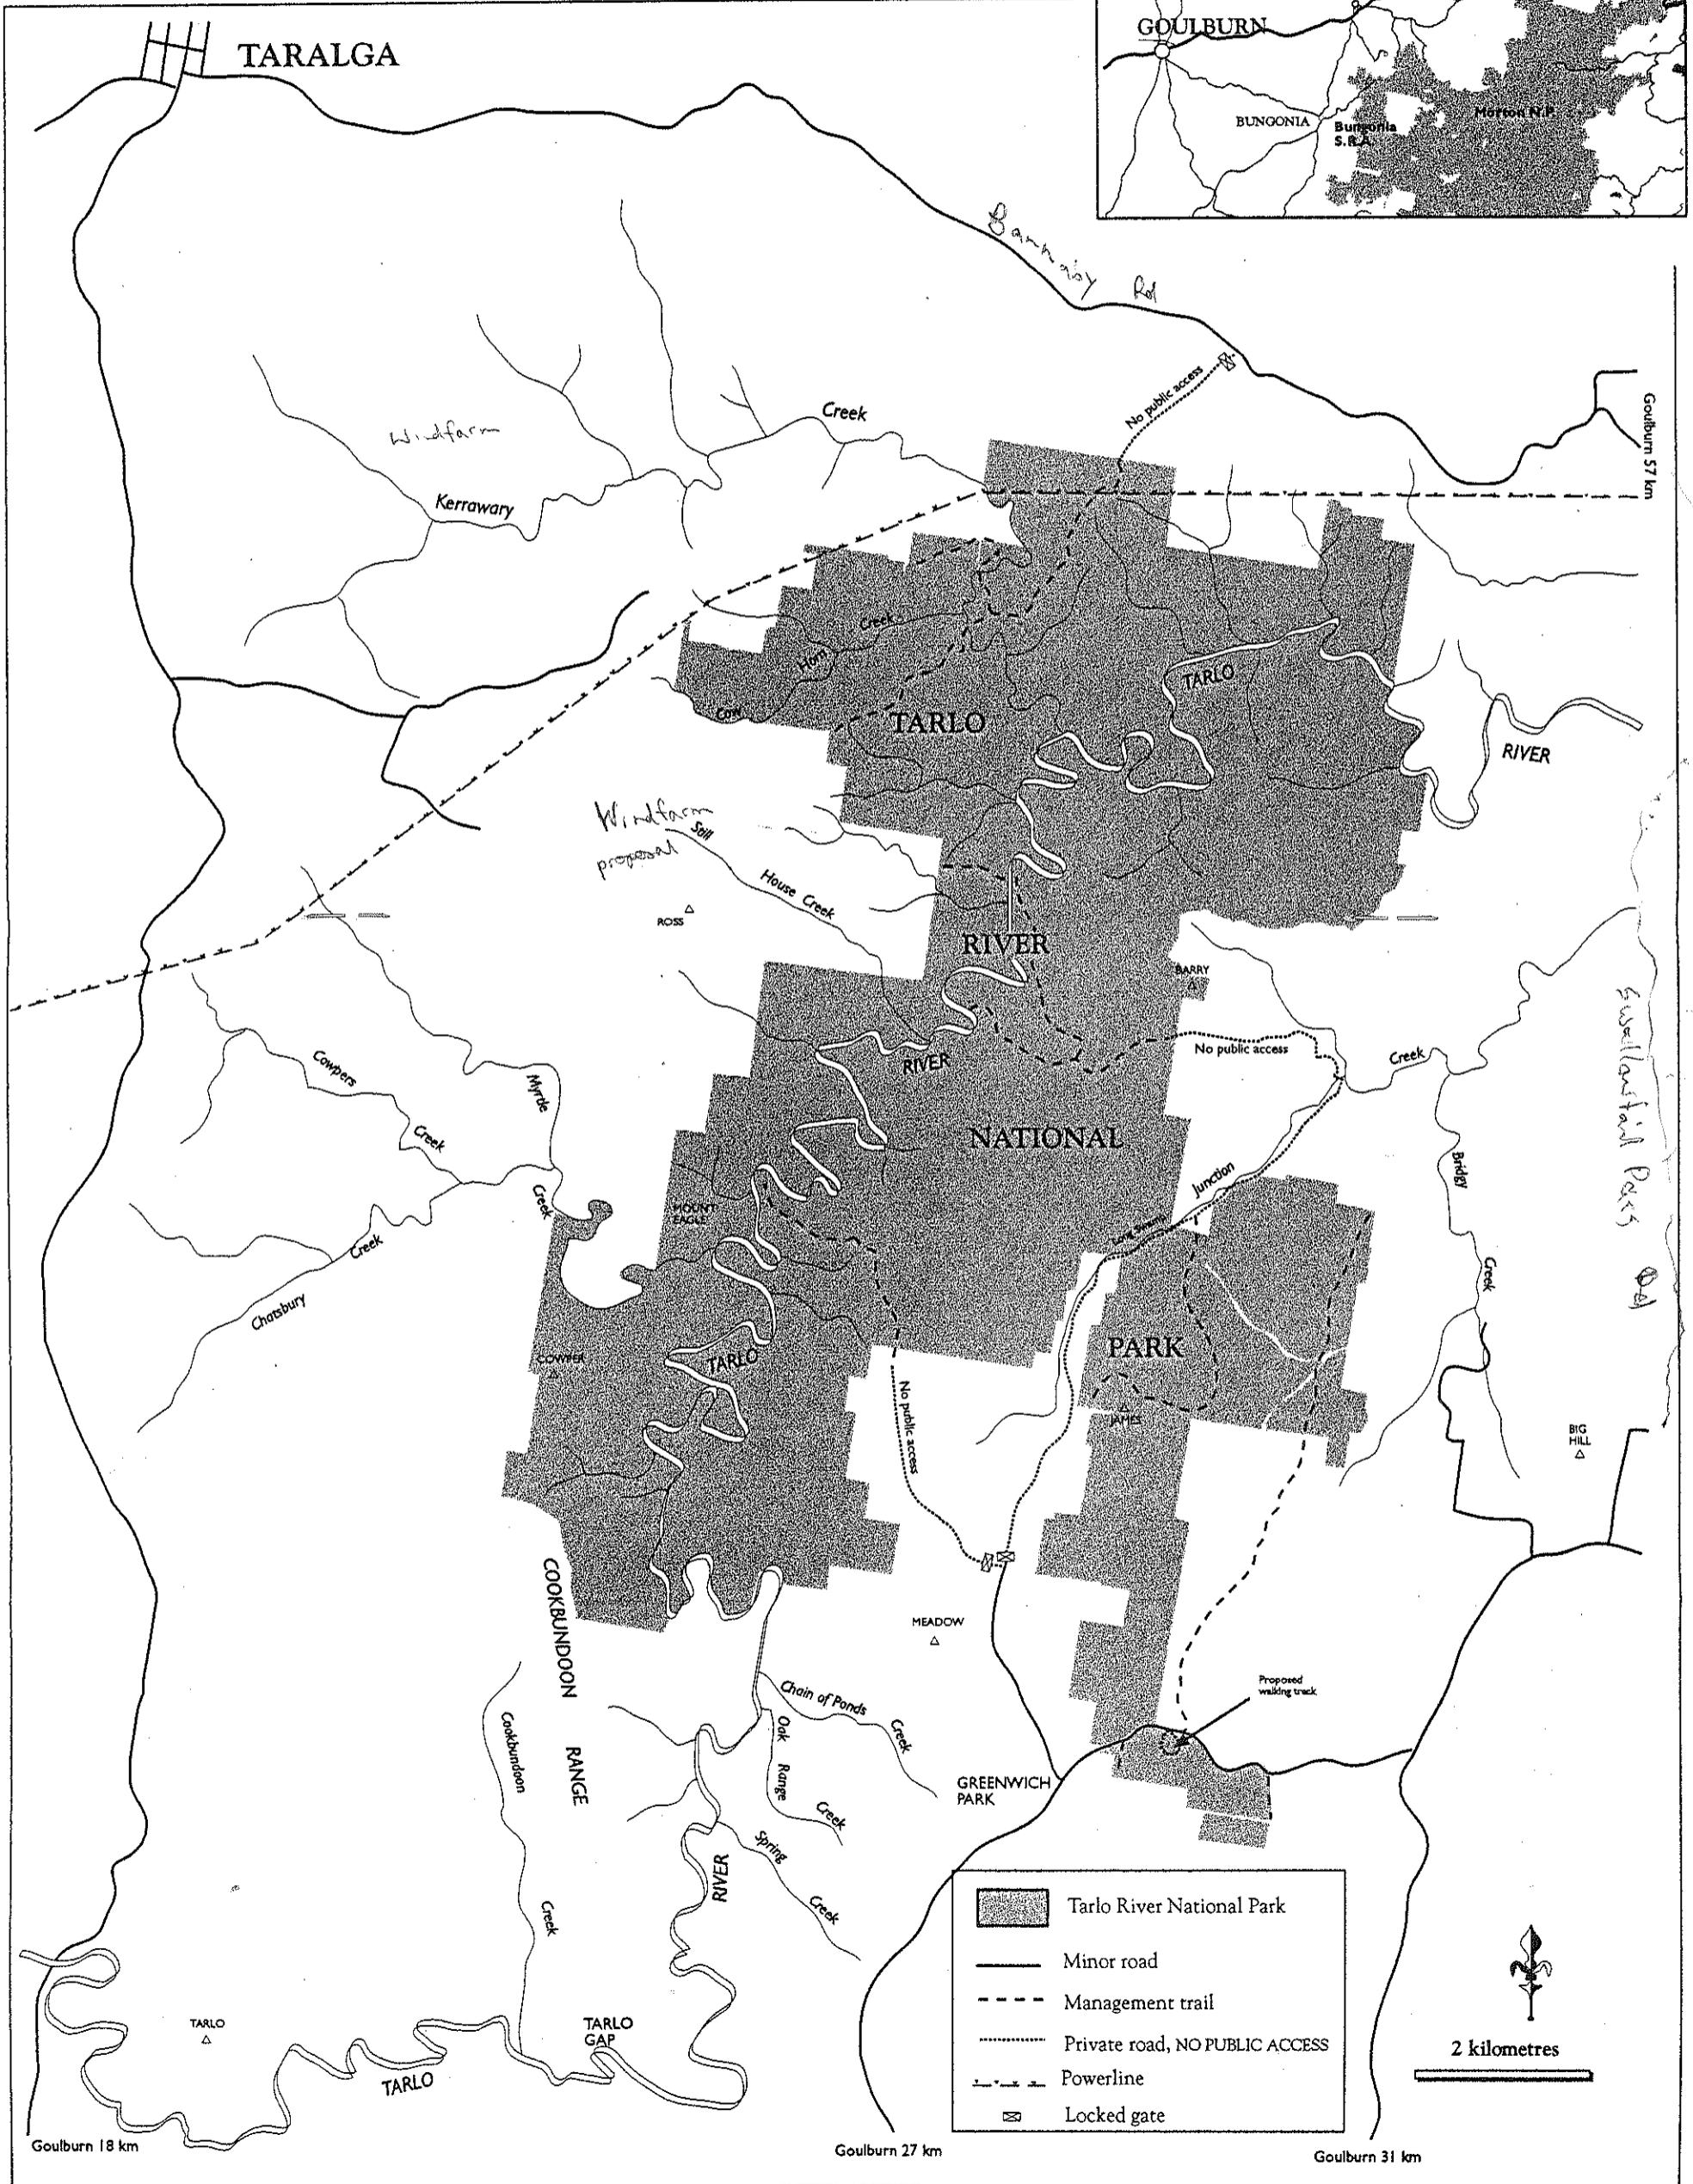 TARALGA
GOULBURN
BUNGONIA
Bungonia
S.R.A.
Morton N.P.
Barnaby Rd
No public access
Goulburn 57 km
Creek
Windfarm
Kerrawary
Creek
Horn
Cow
TARLO
TARLO
RIVER
Windfarm
proposal
Still
House Creek
ROSS
RIVER
BARRY
RIVER
No public access
Creek
Cowpers
Creek
Myrtle
Creek
NATIONAL
Junction
Long Swamp
Bridgy
Creek
MOUNT
EAGLE
Creek
Chatsbury
COWPER
TARLO
PARK
JAMES
No public access
BIG
HILL
COOKBUNDOON
RANGE
MEADOW
Proposed
walking track
Cookbundoon
Creek
Chain of Ponds
Creek
Oak
Range
Creek
GREENWICH
PARK
Spring
Creek
RIVER
Tarlo River National Park
Minor road
Management trail
Private road, NO PUBLIC ACCESS
Powerline
Locked gate
2 kilometres
TARLO
TARLO
GAP
TARLO
Goulburn 18 km
Goulburn 27 km
Goulburn 31 km